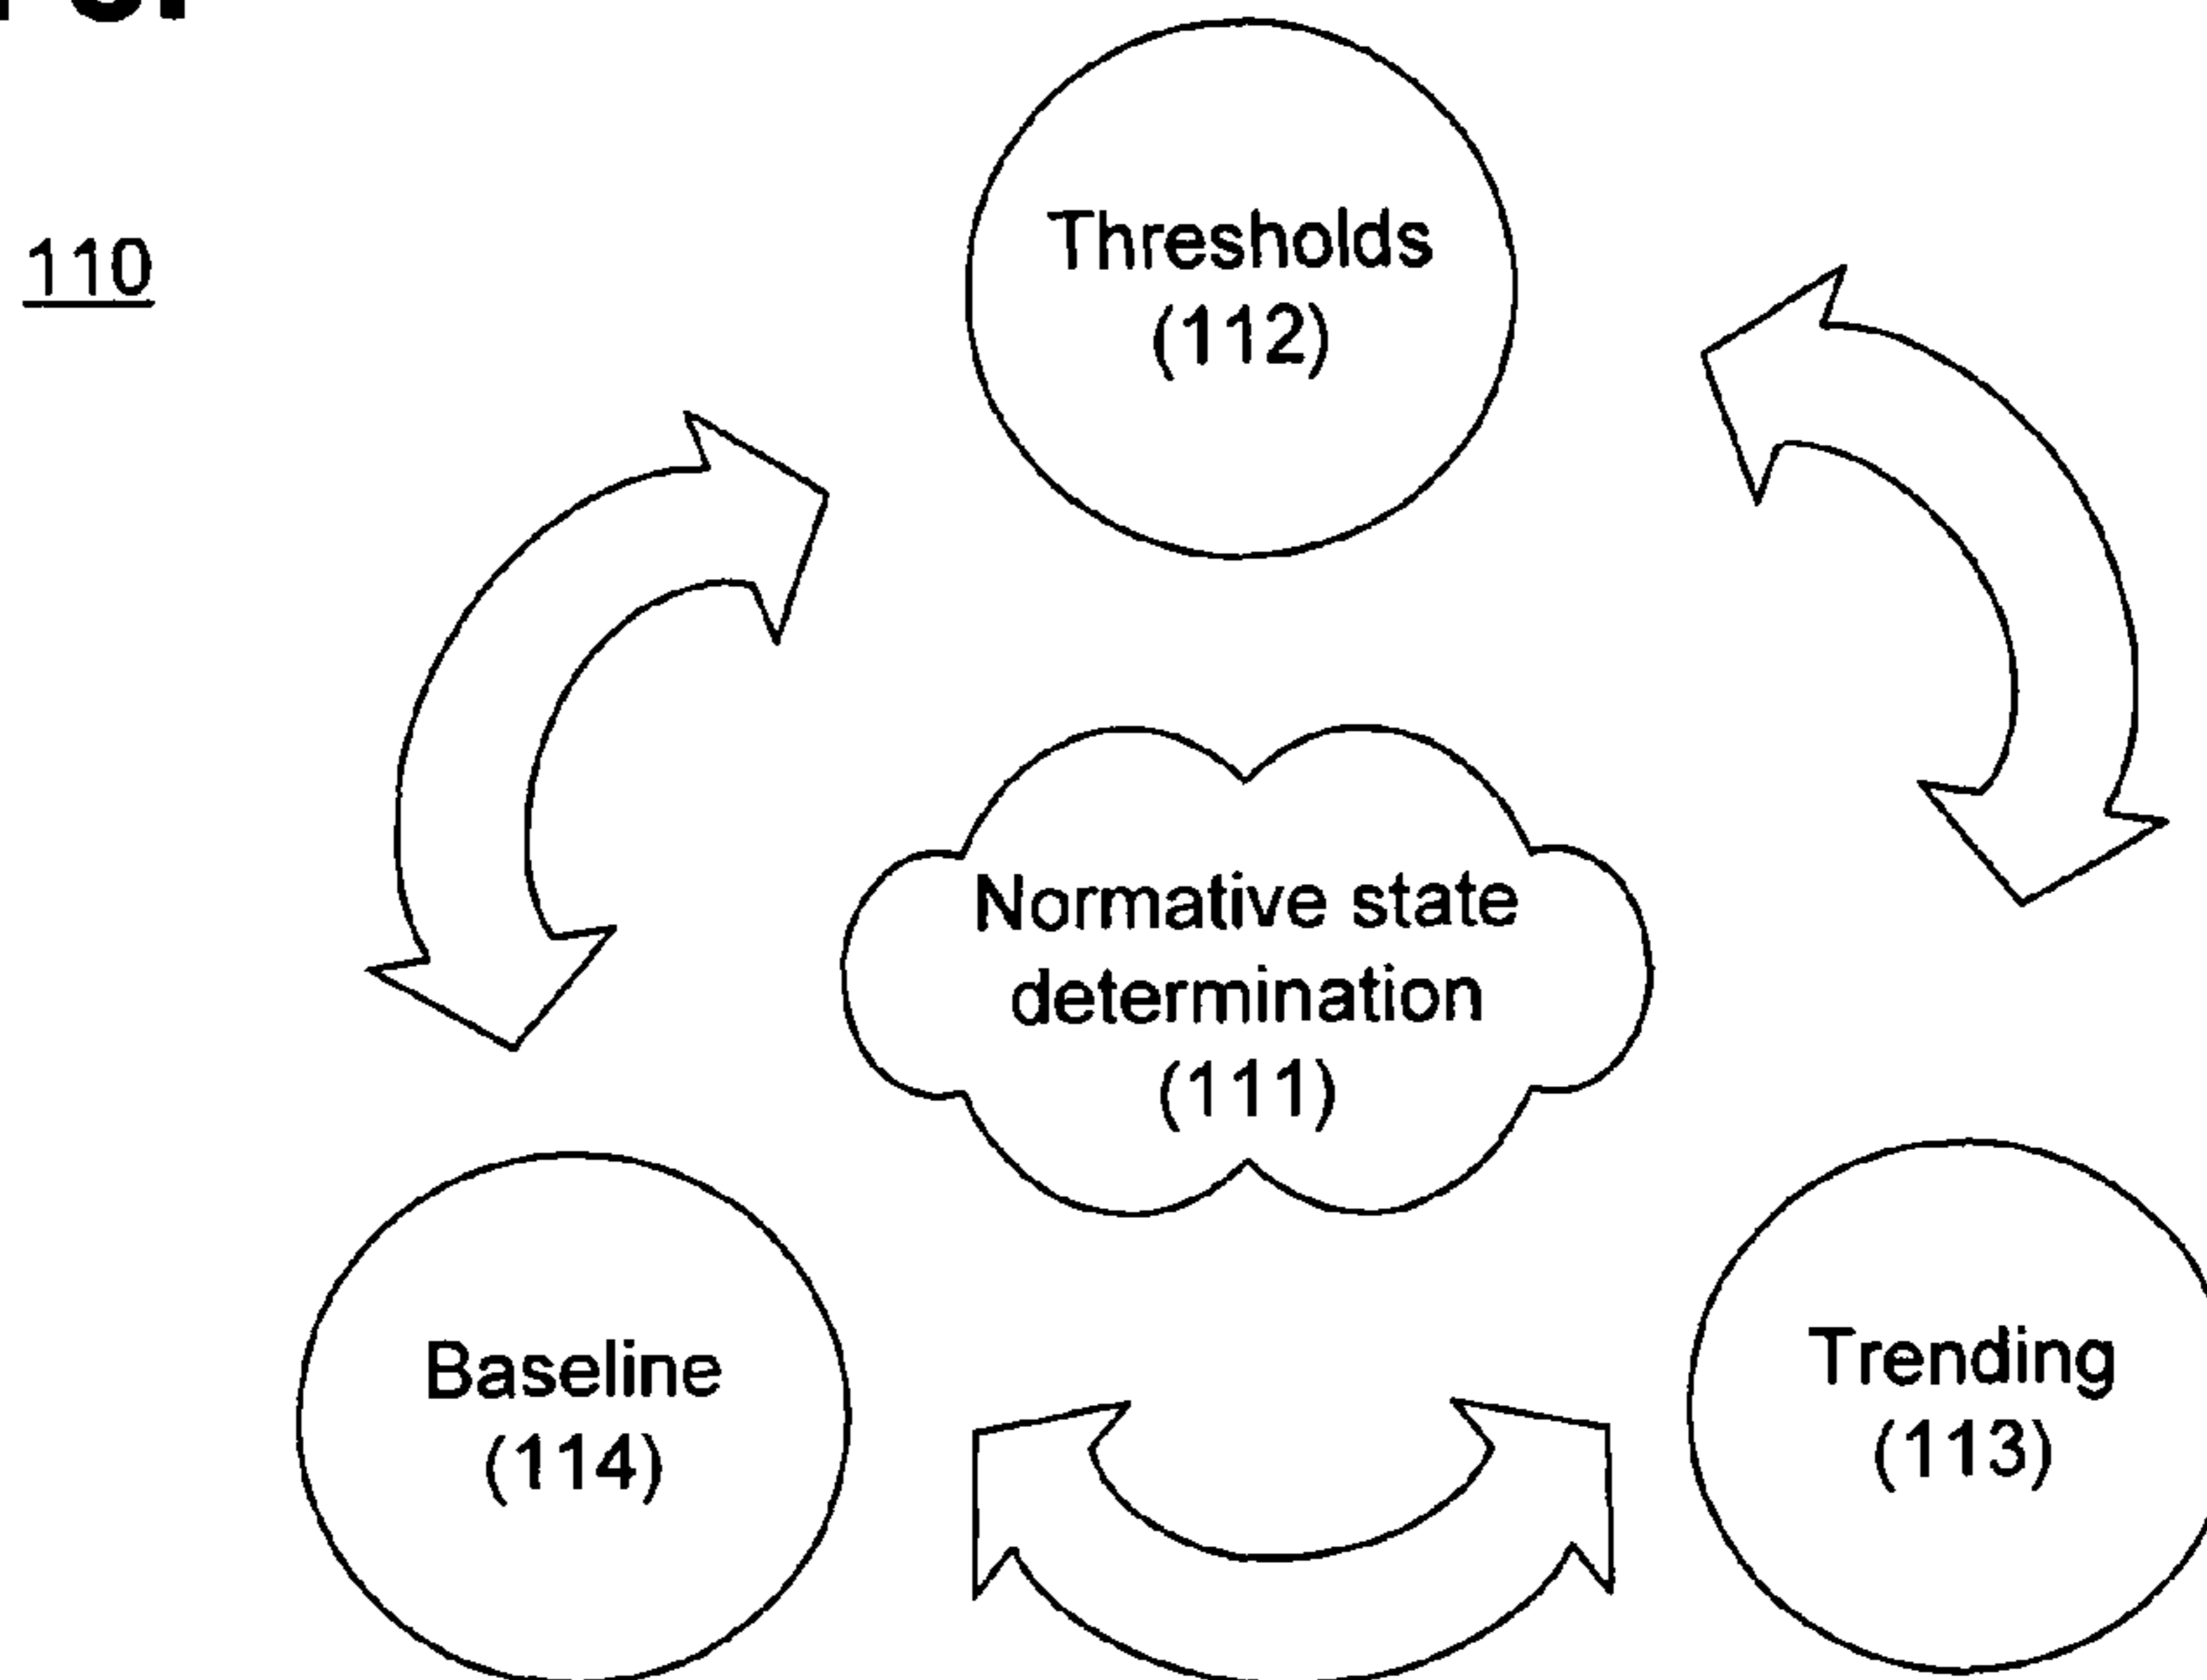 110
Thresholds
(112)
Normative state
determination
(111)
Baseline
(114)
Trending
(113)